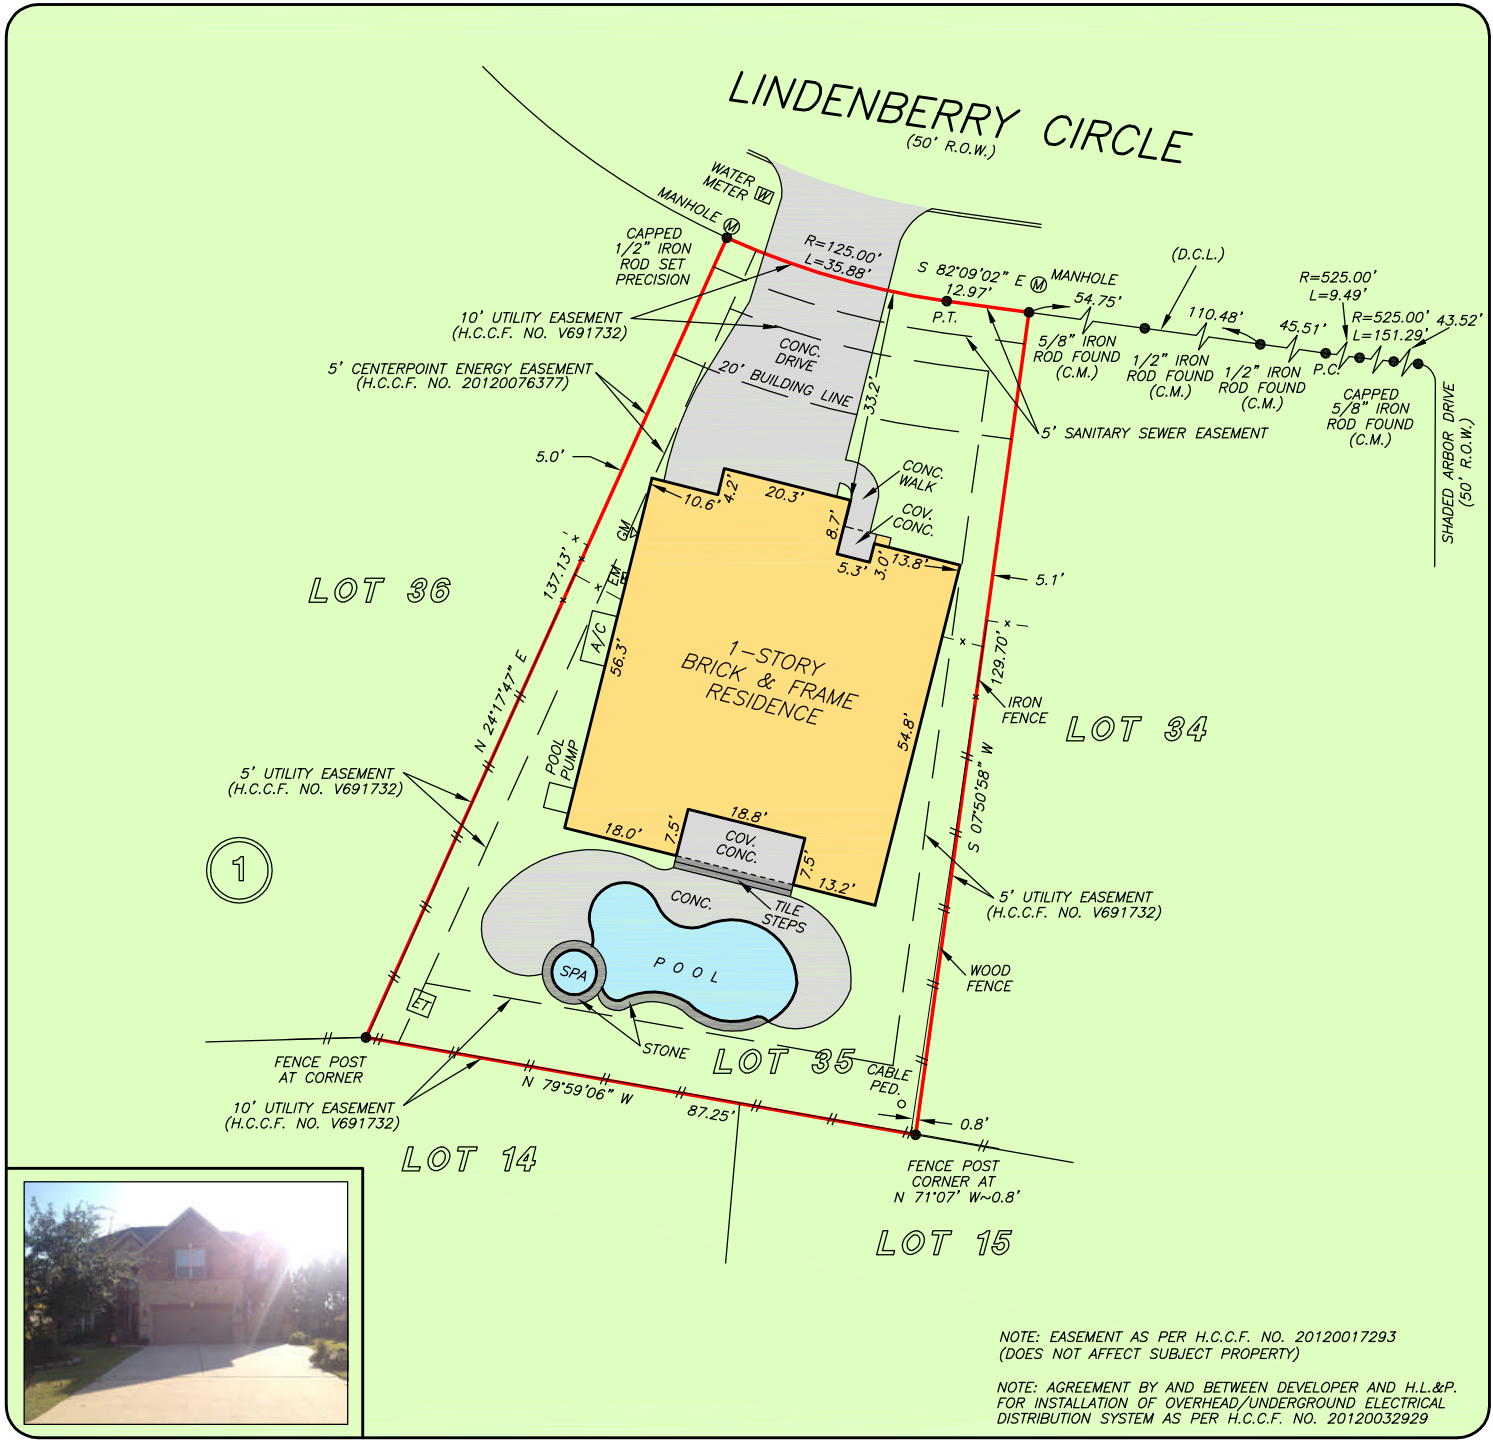 LINDENBERRY CIRCLE
(50' R.O.W.)
WATER
METER W
MANHOLE M
CAPPED
1/2" IRON
ROD SET
PRECISION
R=125.00'
L=35.88'
S 82°09'02" E
12.97'
P.T.
M MANHOLE
54.75'
(D.C.L.)
110.48'
45.51'
R=525.00'
L=9.49'
R=525.00'
L=151.29'
43.52'
P.C.
5/8" IRON
ROD FOUND
(C.M.)
1/2" IRON
ROD FOUND
(C.M.)
1/2" IRON
ROD FOUND
(C.M.)
CAPPED
5/8" IRON
ROD FOUND
(C.M.)
SHADED ARBOR DRIVE
(50' R.O.W.)
10' UTILITY EASEMENT
(H.C.C.F. NO. V691732)
5' CENTERPOINT ENERGY EASEMENT
(H.C.C.F. NO. 20120076377)
CONC.
DRIVE
20' BUILDING LINE
33.2'
5' SANITARY SEWER EASEMENT
5.0'
CONC.
WALK
COV.
CONC.
10.6'
4.2'
20.3'
8.7'
5.3'
3.0'
13.8'
GM
EM
E
A/C
137.13'
N 24°17'47" E
LOT 36
5.1'
129.70'
S 07°50'58" W
IRON
FENCE
LOT 34
1-STORY
BRICK & FRAME
RESIDENCE
56.3'
54.8'
POOL
PUMP
5' UTILITY EASEMENT
(H.C.C.F. NO. V691732)
1
18.0'
7.5'
18.8'
COV.
CONC.
7.5'
13.2'
CONC.
TILE
STEPS
POOL
SPA
STONE
5' UTILITY EASEMENT
(H.C.C.F. NO. V691732)
WOOD
FENCE
ET
LOT 35
CABLE
PED.
0.8'
FENCE POST
AT CORNER
N 79°59'06" W
87.25'
10' UTILITY EASEMENT
(H.C.C.F. NO. V691732)
LOT 14
FENCE POST
CORNER AT
N 71°07' W~0.8'
LOT 15
NOTE: EASEMENT AS PER H.C.C.F. NO. 20120017293
(DOES NOT AFFECT SUBJECT PROPERTY)
NOTE: AGREEMENT BY AND BETWEEN DEVELOPER AND H.L.&P.
FOR INSTALLATION OF OVERHEAD/UNDERGROUND ELECTRICAL
DISTRIBUTION SYSTEM AS PER H.C.C.F. NO. 20120032929